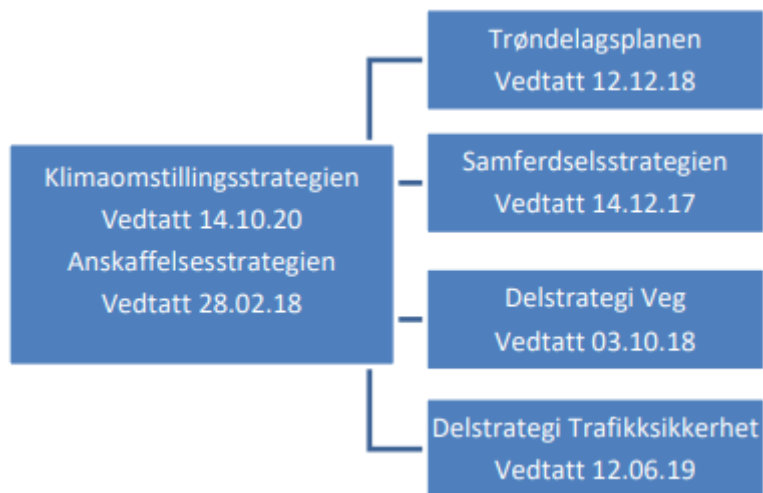 Klimaomstillingsstrategien
Vedtatt 14.10.20
Anskaffelsesstrategien
Vedtatt 28.02.18
Trøndelagsplanen
Vedtatt 12.12.18
Samferdselsstrategien
Vedtatt 14.12.17
Delstrategi Veg
Vedtatt 03.10.18
Delstrategi Trafikksikkerhet
Vedtatt 12.06.19